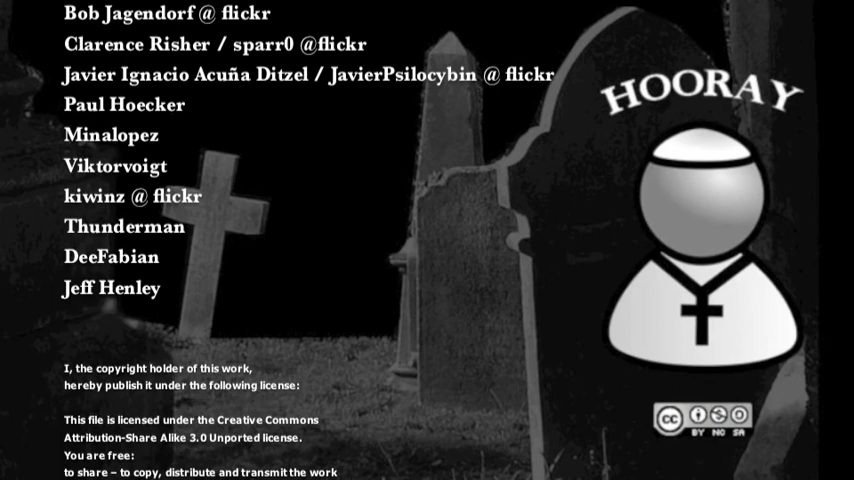 Bob Jagendorf @ flickr
Clarence Risher / sparr0 @flickr
Javier Ignacio Acuña Ditzel / JavierPsilocybin @ flickr
Paul Hoecker
Minalopez
Viktorvoigt
kiwinz @ flickr
Thunderman
DeeFabian
Jeff Henley
HOORAY
I, the copyright holder of this work,
hereby publish it under the following license:
This file is licensed under the Creative Commons
Attribution-Share Alike 3.0 Unported license.
You are free:
to share – to copy, distribute and transmit the work
cc
BY NC SA